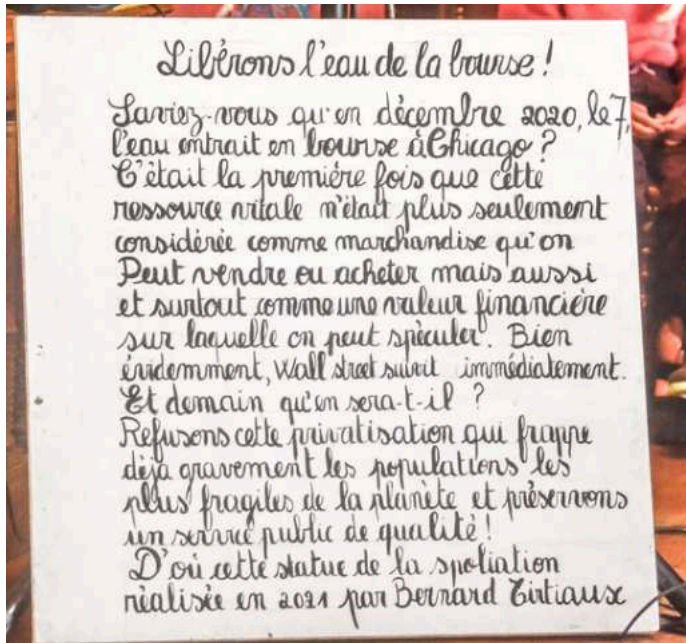 Libérons l'eau de la bourse !
Saviez-vous qu'en décembre 2020, le 7,
l'eau entrait en bourse à Chicago ?
C'était la première fois que cette
ressource vitale n'était plus seulement
considérée comme marchandise qu'on
Peut vendre ou acheter mais aussi
et surtout comme une valeur financière
sur laquelle on peut spéculer. Bien
évidemment, Wall street suivit immédiatement.
Et demain qu'en sera-t-il ?
Refusons cette privatisation qui frappe
déjà gravement les populations les
plus fragiles de la planète et préservons
un service public de qualité !
D'où cette statue de la spoliation
réalisée en 2021 par Bernard Tirtiaux